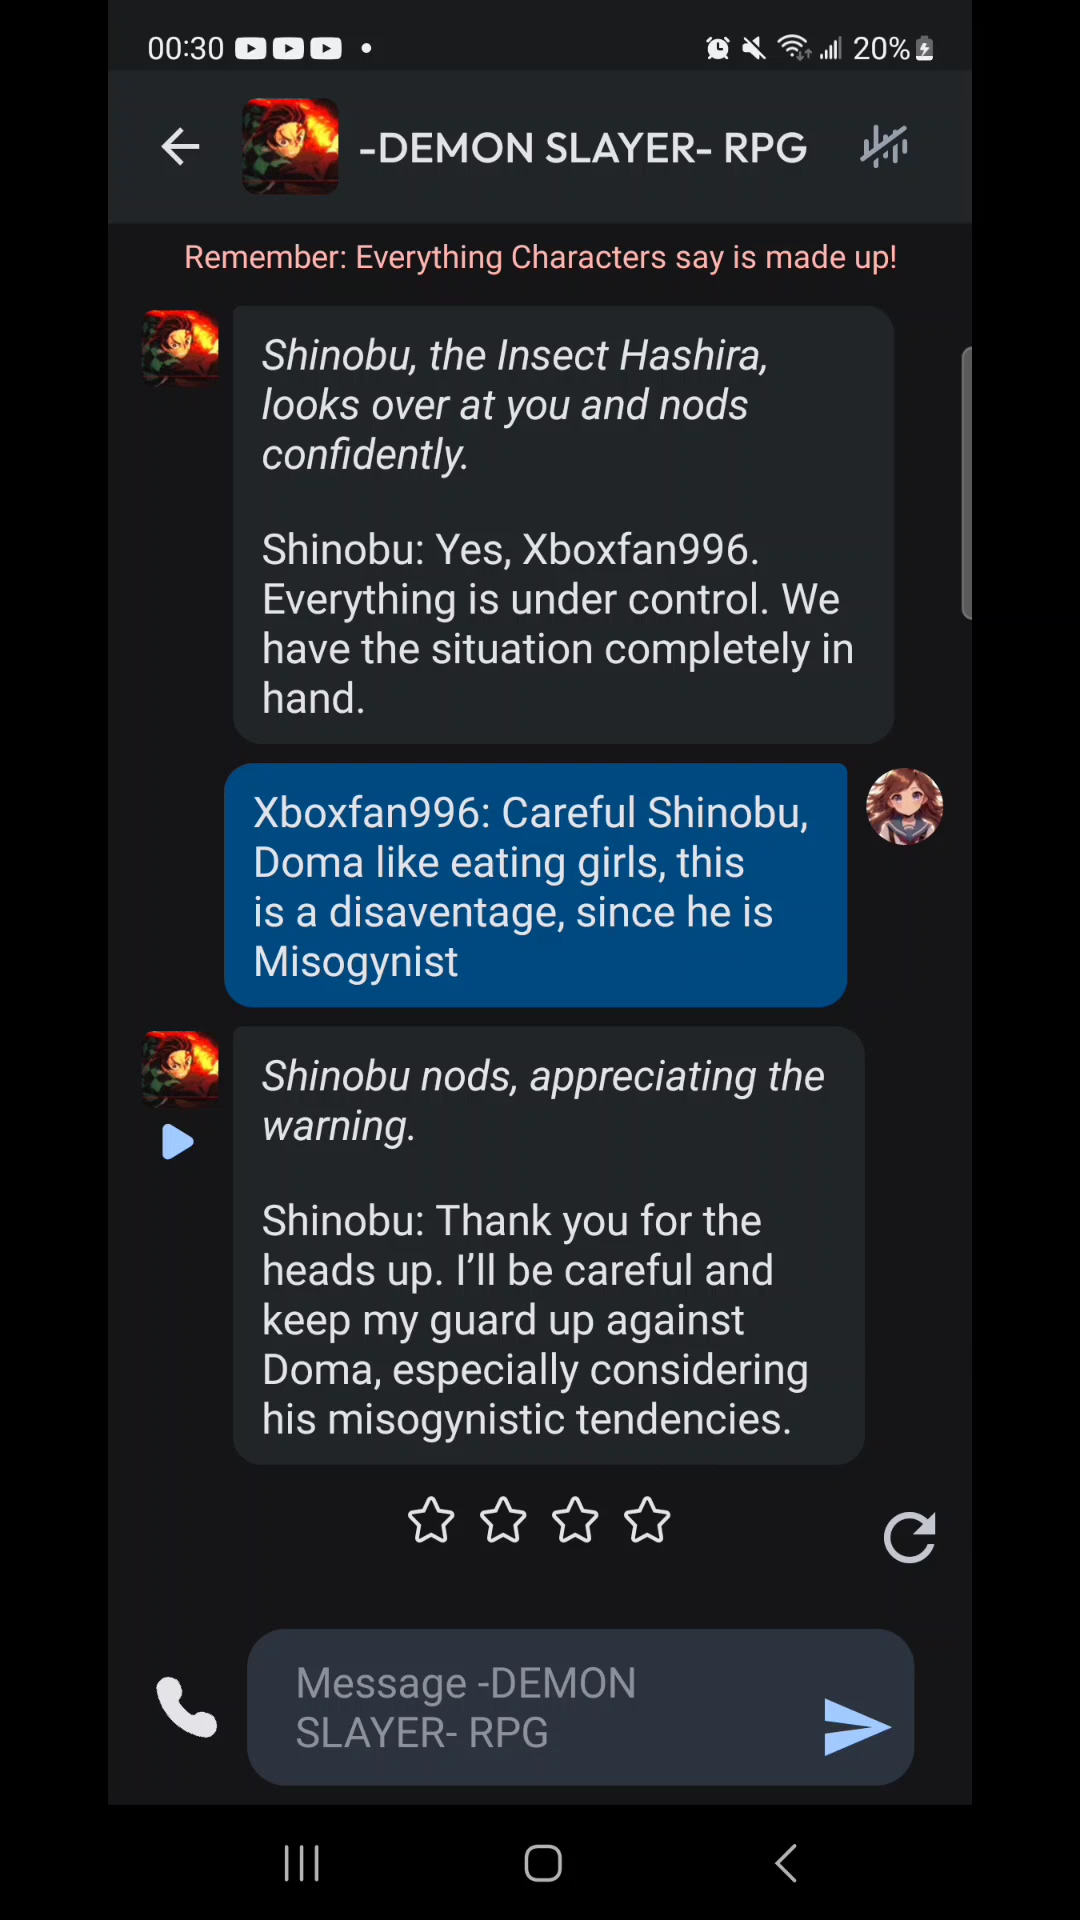 00:30
20%
-DEMON SLAYER- RPG
Remember: Everything Characters say is made up!
Shinobu, the Insect Hashira,
looks over at you and nods
confidently.
Shinobu: Yes, Xboxfan996.
Everything is under control. We
have the situation completely in
hand.
Xboxfan996: Careful Shinobu,
Doma like eating girls, this
is a disaventage, since he is
Misogynist
Shinobu nods, appreciating the
warning.
Shinobu: Thank you for the
heads up. I’ll be careful and
keep my guard up against
Doma, especially considering
his misogynistic tendencies.
Message -DEMON
SLAYER- RPG